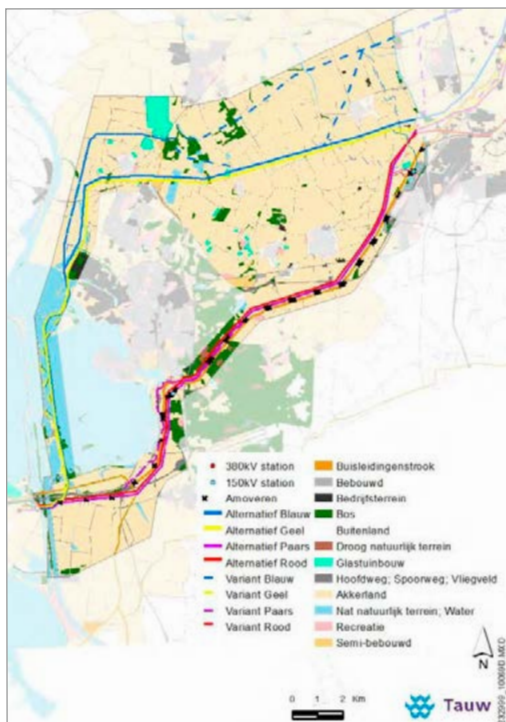 380kV station
150kV station
Amoveren
Alternatief Blauw
Alternatief Geel
Alternatief Paars
Alternatief Rood
Variant Blauw
Variant Geel
Variant Paars
Variant Rood
Buisleidingenstrook
Bebouwd
Bedrijfsterrein
Bos
Buitenland
Droog natuurlijk terrein
Glastuinbouw
Hoofdweg; Spoorweg; Vliegveld
Akkerland
Nat natuurlijk terrein; Water
Recreatie
Semi-bebouwd
N
0 1 2 Km
Tauw